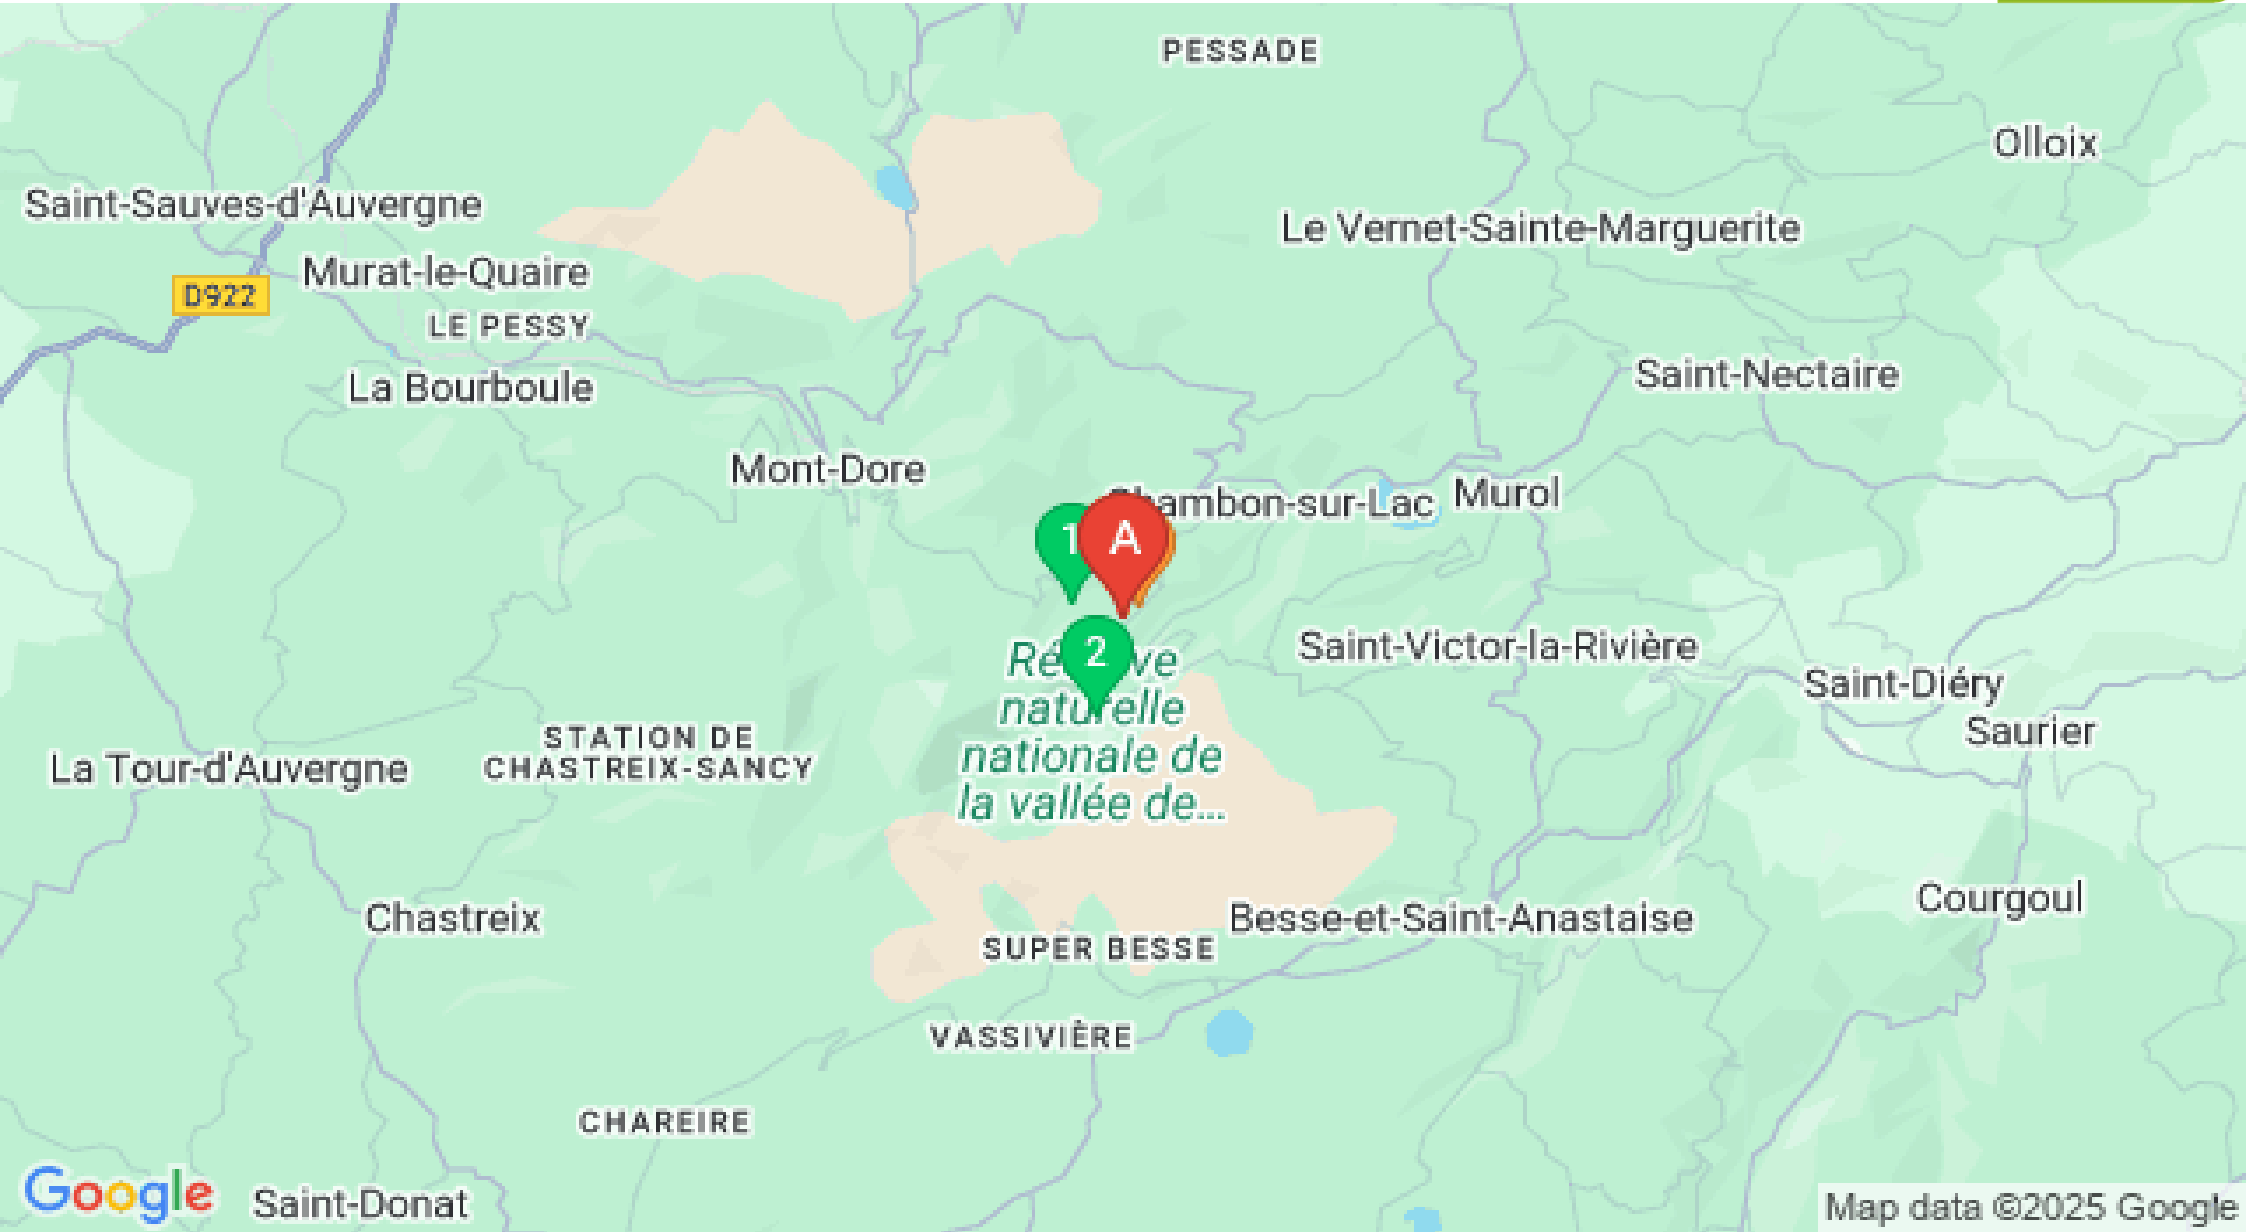 PESSADE
Olloix
Saint-Sauves-d'Auvergne
Le Vernet-Sainte-Marguerite
Murat-le-Quaire
D922
LE PESSY
Saint-Nectaire
La Bourboule
Mont-Dore
Murol
1
A
Saint-Victor-la-Rivière
2
naturelle
nationale de
la vallée de...
Saint-Diéry
Saurier
STATION DE
CHASTREIX-SANCY
La Tour-d'Auvergne
Courgoul
Chastreix
Besse-et-Saint-Anastaise
SUPER BESSE
VASSIVIÈRE
CHAREIRE
Google
Saint-Donat
Map data ©2025 Google